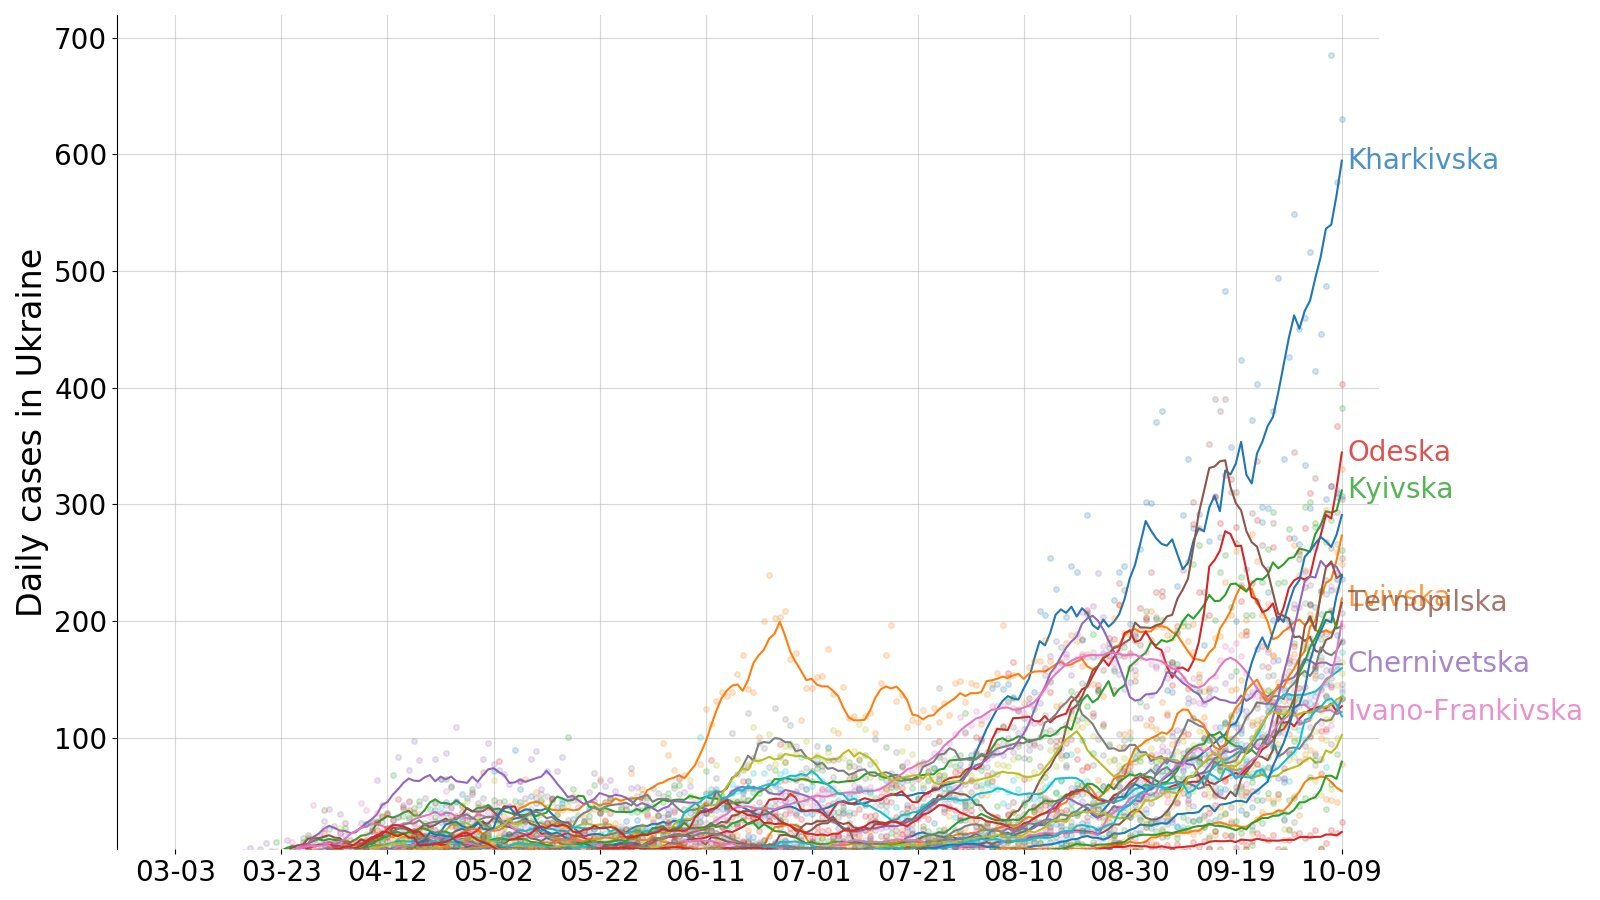 Daily cases in Ukraine
700
600
500
400
300
200
100
03-03 03-23 04-12 05-02 05-22 06-11 07-01 07-21 08-10 08-30 09-19 10-09
Kharkivska
Odeska
Kyivska
Lvivska
Ternopilska
Chernivetska
Ivano-Frankivska